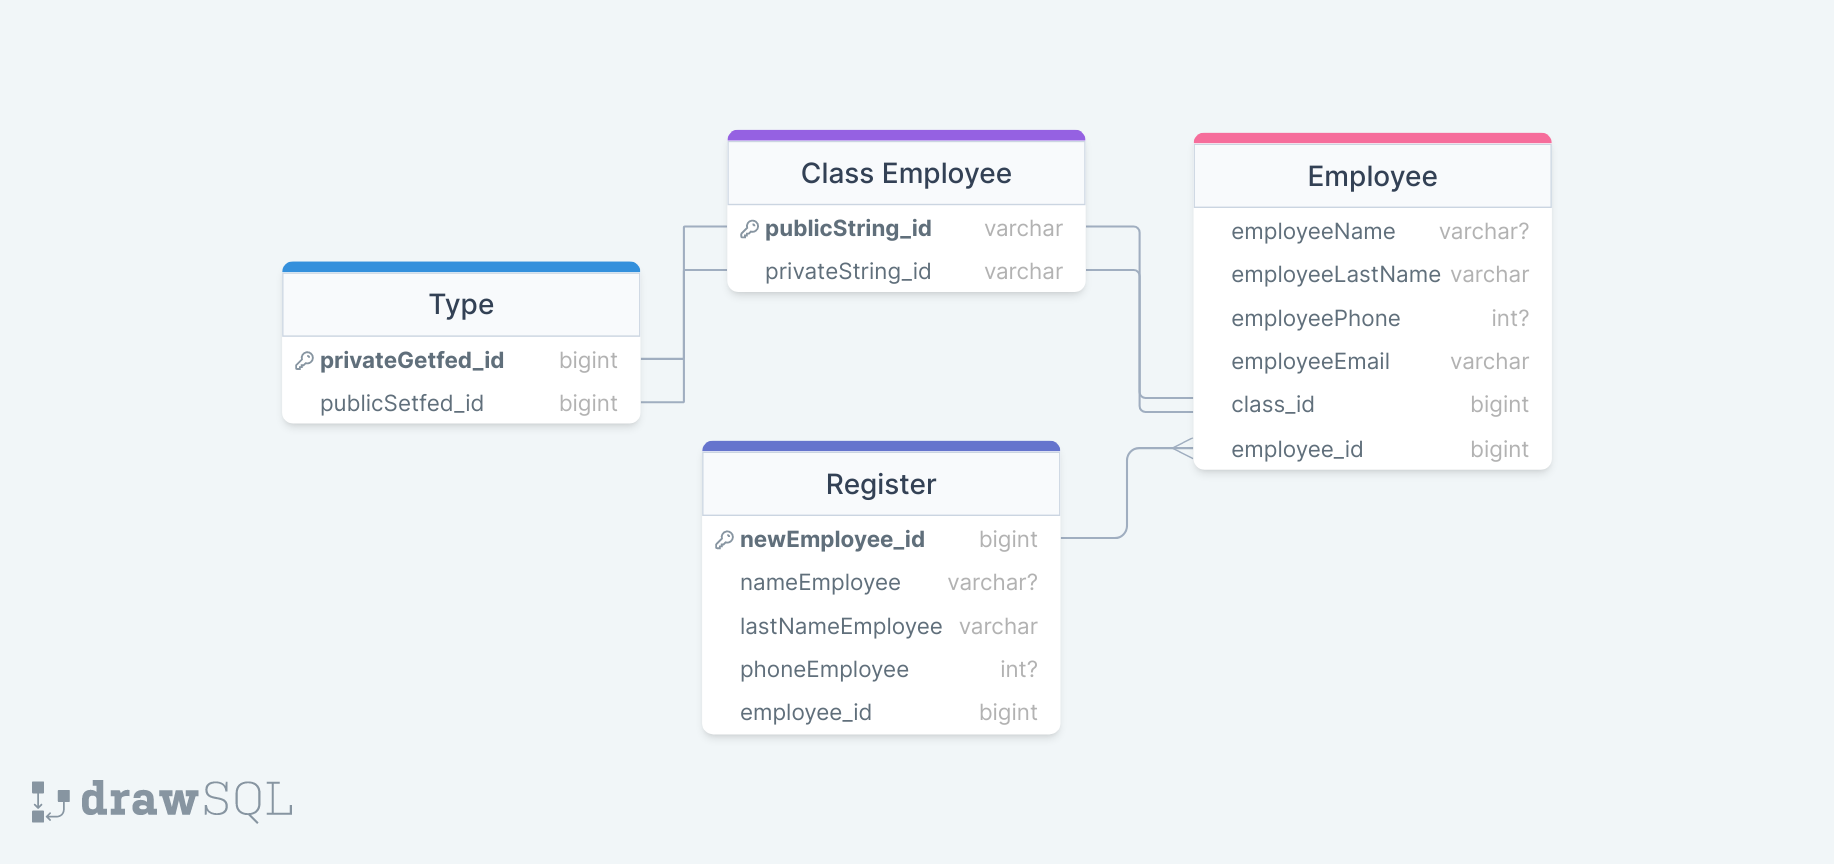 Class Employee
publicString_id varchar
privateString_id varchar
Employee
employeeName varchar?
employeeLastName varchar
employeePhone int?
employeeEmail varchar
class_id bigint
employee_id bigint
Type
privateGetfed_id bigint
publicSetfed_id bigint
Register
newEmployee_id bigint
nameEmployee varchar?
lastNameEmployee varchar
phoneEmployee int?
employee_id bigint
drawSQL